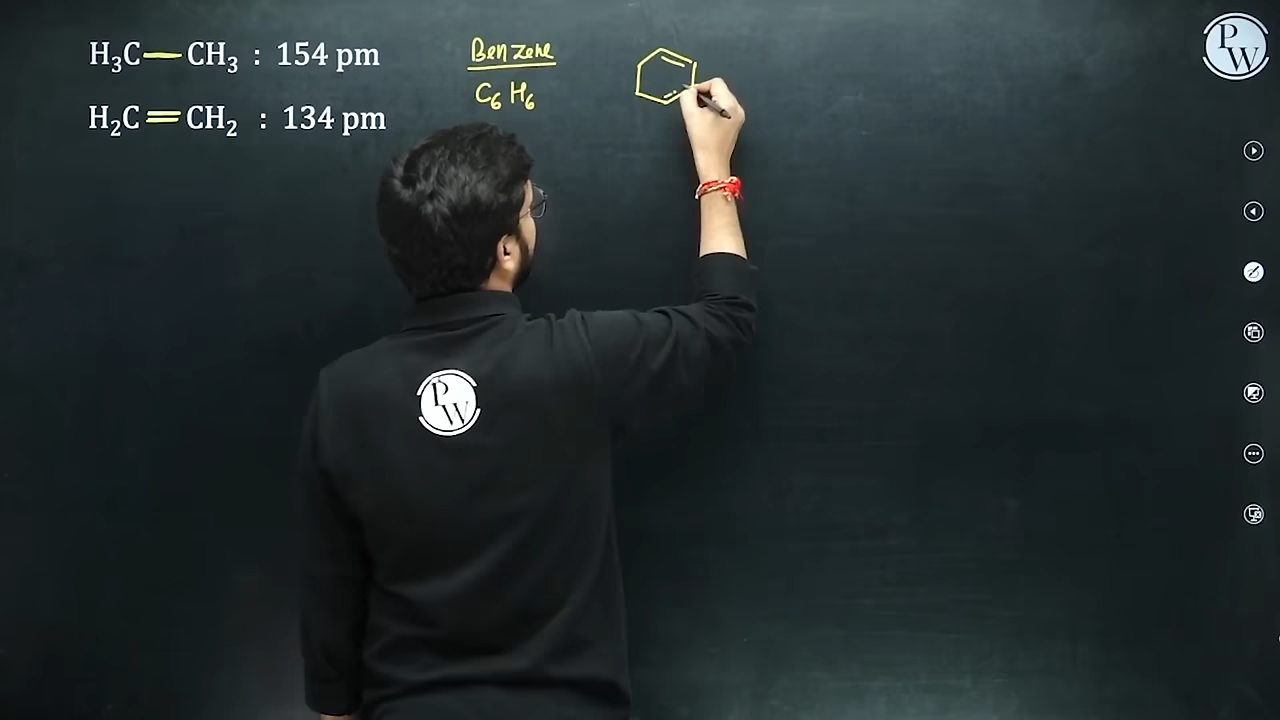 H₃C—CH₃ : 154 pm
H₂C=CH₂ : 134 pm
Benzene
C₆H₆
PW
PW